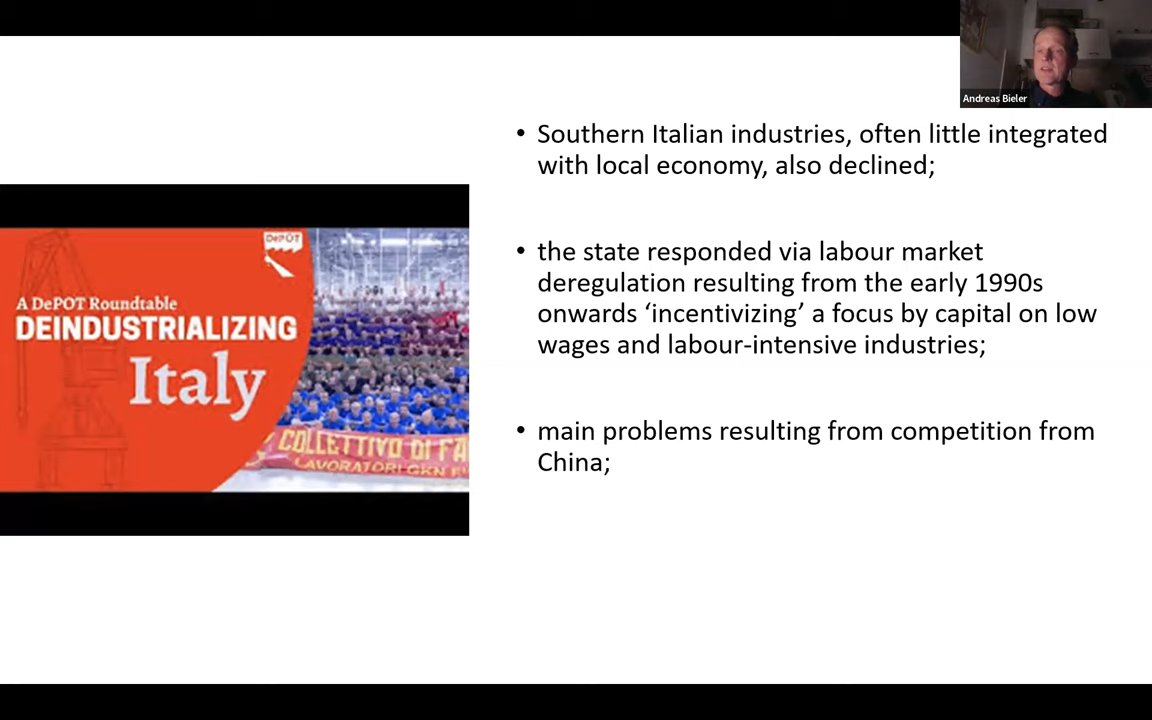 Andreas Bieler
• Southern Italian industries, often little integrated
with local economy, also declined;
• the state responded via labour market
deregulation resulting from the early 1990s
onwards ‘incentivizing’ a focus by capital on low
wages and labour-intensive industries;
• main problems resulting from competition from
China;
DePOT
A DePOT Roundtable
DEINDUSTRIALIZING
Italy
COLLETTIVO DI FA
LAVORATORI GKN